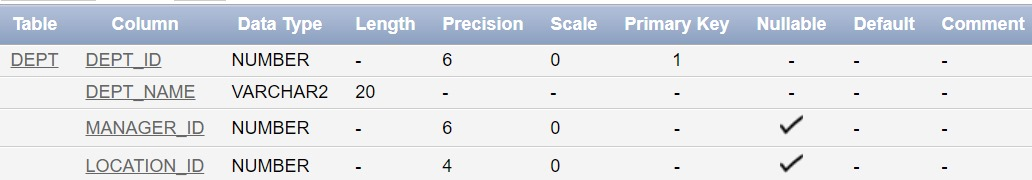 Table Column Data Type Length Precision Scale Primary Key Nullable Default Comment
DEPT DEPT_ID NUMBER - 6 0 1 - - -
DEPT_NAME VARCHAR2 20 - - - - - -
MANAGER_ID NUMBER - 6 0 - ✓ - -
LOCATION_ID NUMBER - 4 0 - ✓ - -